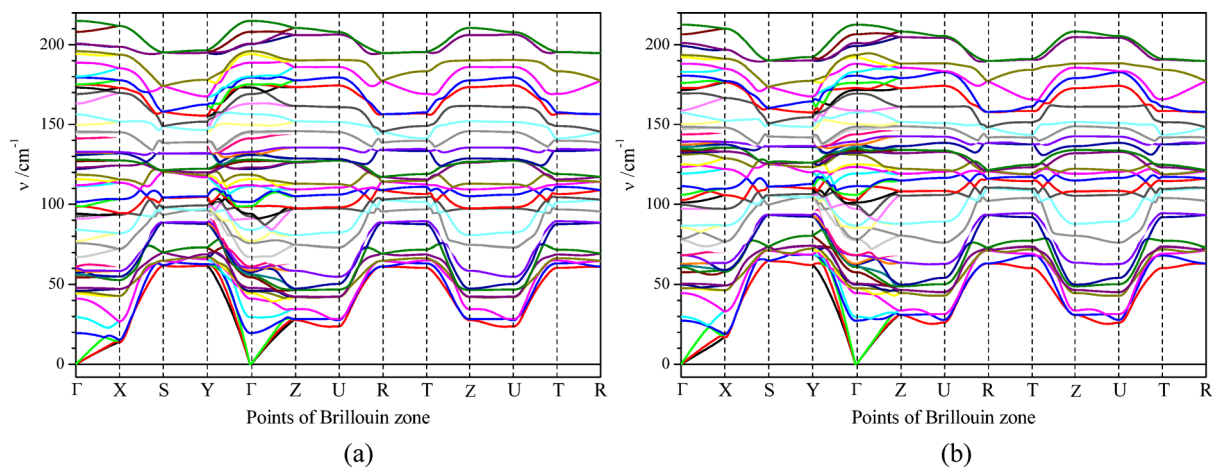 ν /cm⁻¹
200
150
100
50
0
Γ X S Y Γ Z U R T Z U T R
Points of Brillouin zone
(a)
ν /cm⁻¹
200
150
100
50
0
Γ X S Y Γ Z U R T Z U T R
Points of Brillouin zone
(b)